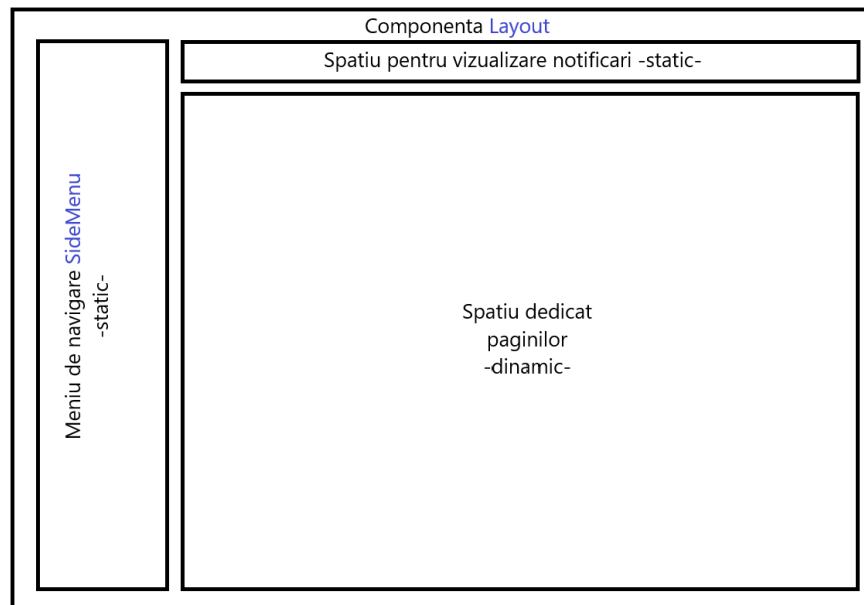 Componenta Layout
Spatiu pentru vizualizare notificari -static-
Meniu de navigare SideMenu
-static-
Spatiu dedicat
paginilor
-dinamic-